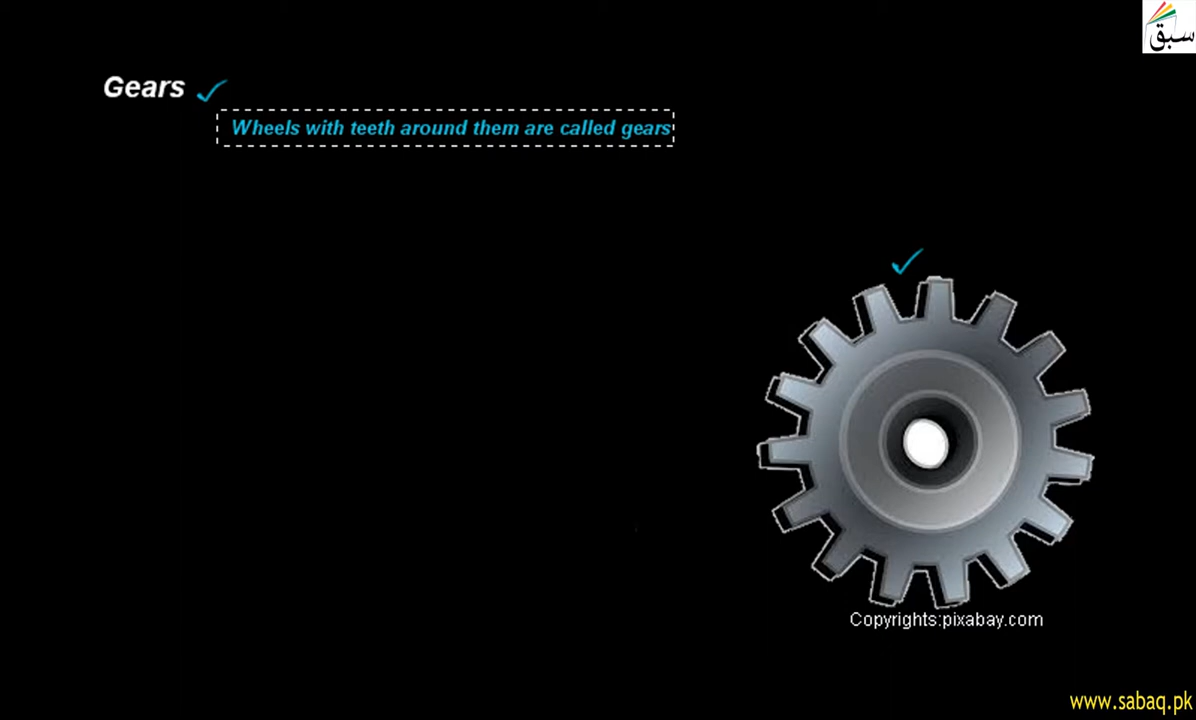 سبق
Gears
Wheels with teeth around them are called gears
Copyrights:pixabay.com
www.sabaq.pk